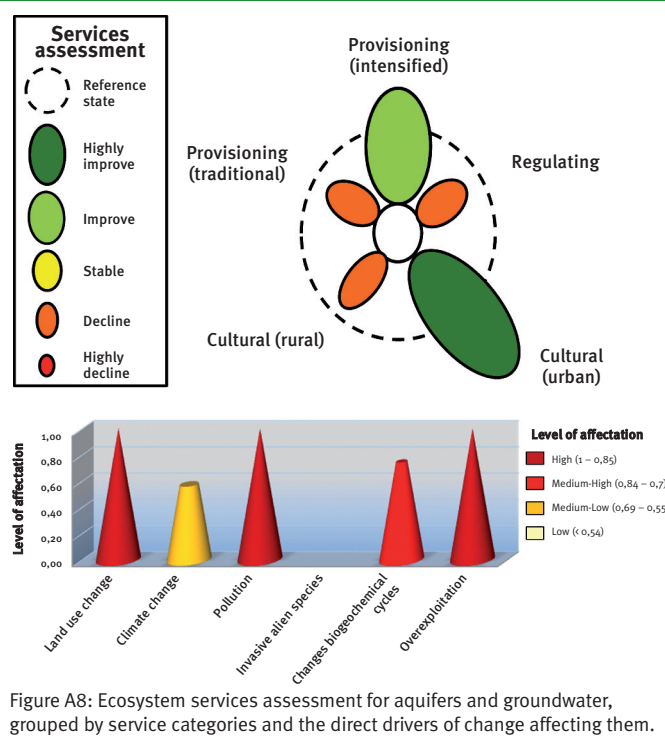 Services
assessment
Reference
state
Highly
improve
Improve
Stable
Decline
Highly
decline
Provisioning
(intensified)
Provisioning
(traditional)
Regulating
Cultural (rural)
Cultural
(urban)
Level of affectation
1,00
0,80
0,60
0,40
0,20
0,00
Land use change
Climate change
Pollution
Invasive alien species
Changes biogeochemical
cycles
Overexploitation
Level of affectation
High (1 – 0,85)
Medium-High (0,84 – 0,7)
Medium-Low (0,69 – 0,55
Low (< 0,54)
Figure A8: Ecosystem services assessment for aquifers and groundwater,
grouped by service categories and the direct drivers of change affecting them.